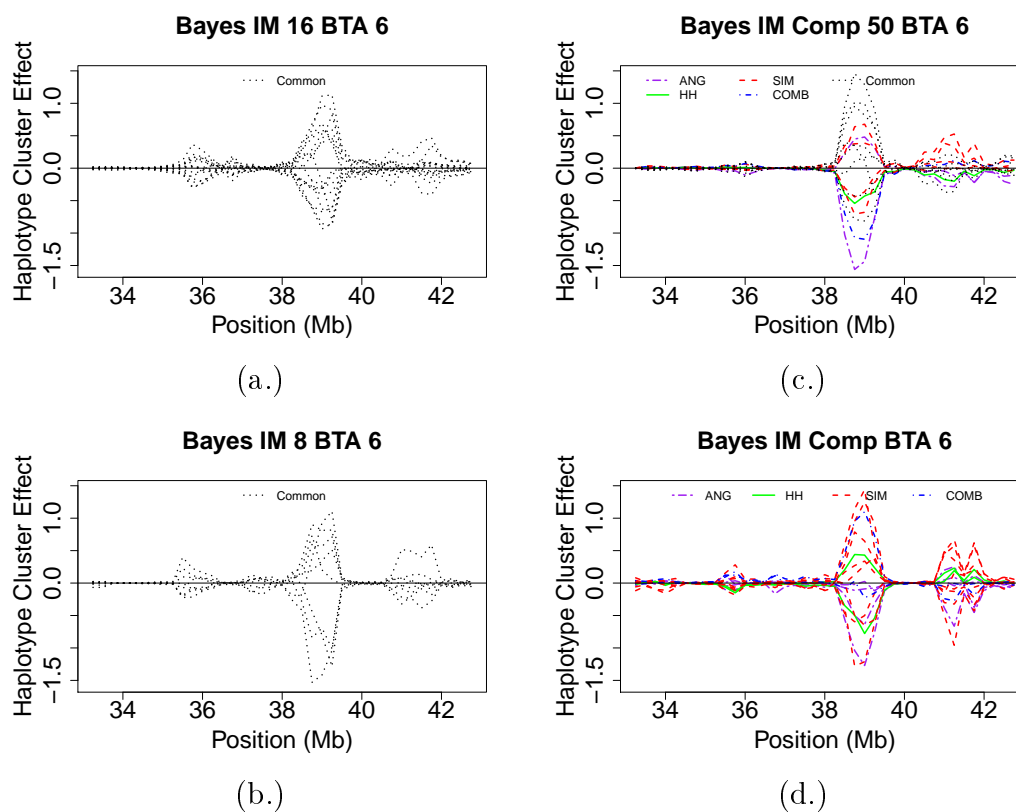 Bayes IM 16 BTA 6
Haplotype Cluster Effect
1.0
0.0
−1.5
Common
34 36 38 40 42
Position (Mb)
(a.)
Bayes IM Comp 50 BTA 6
Haplotype Cluster Effect
1.0
0.0
−1.5
ANG SIM Common
HH COMB
34 36 38 40 42
Position (Mb)
(c.)
Bayes IM 8 BTA 6
Haplotype Cluster Effect
1.0
0.0
−1.5
Common
34 36 38 40 42
Position (Mb)
(b.)
Bayes IM Comp BTA 6
Haplotype Cluster Effect
1.0
0.0
−1.5
ANG HH SIM COMB
34 36 38 40 42
Position (Mb)
(d.)